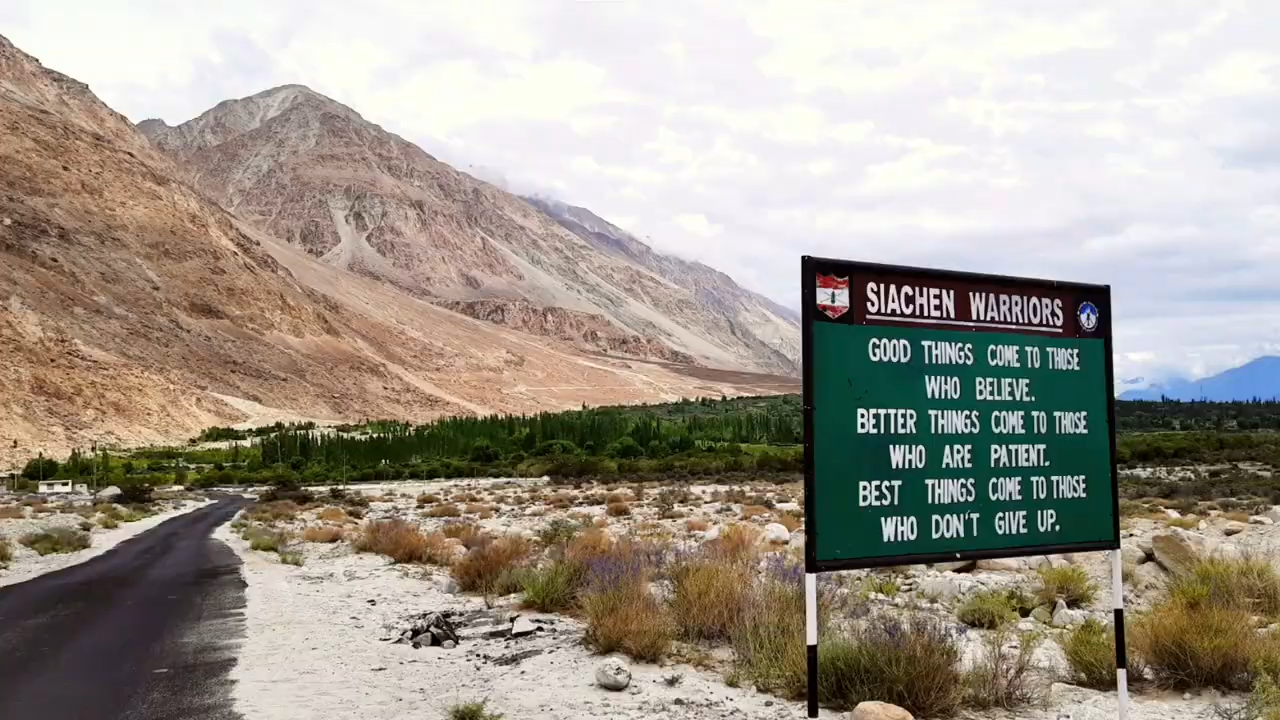 SIACHEN WARRIORS
GOOD THINGS COME TO THOSE
WHO BELIEVE.
BETTER THINGS COME TO THOSE
WHO ARE PATIENT.
BEST THINGS COME TO THOSE
WHO DON'T GIVE UP.